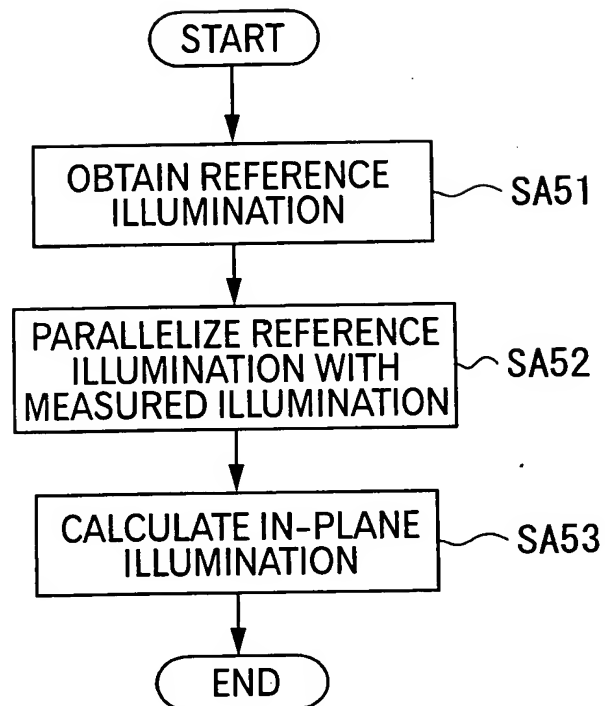 START
OBTAIN REFERENCE
ILLUMINATION
SA51
PARALLELIZE REFERENCE
ILLUMINATION WITH
MEASURED ILLUMINATION
SA52
CALCULATE IN-PLANE
ILLUMINATION
SA53
END